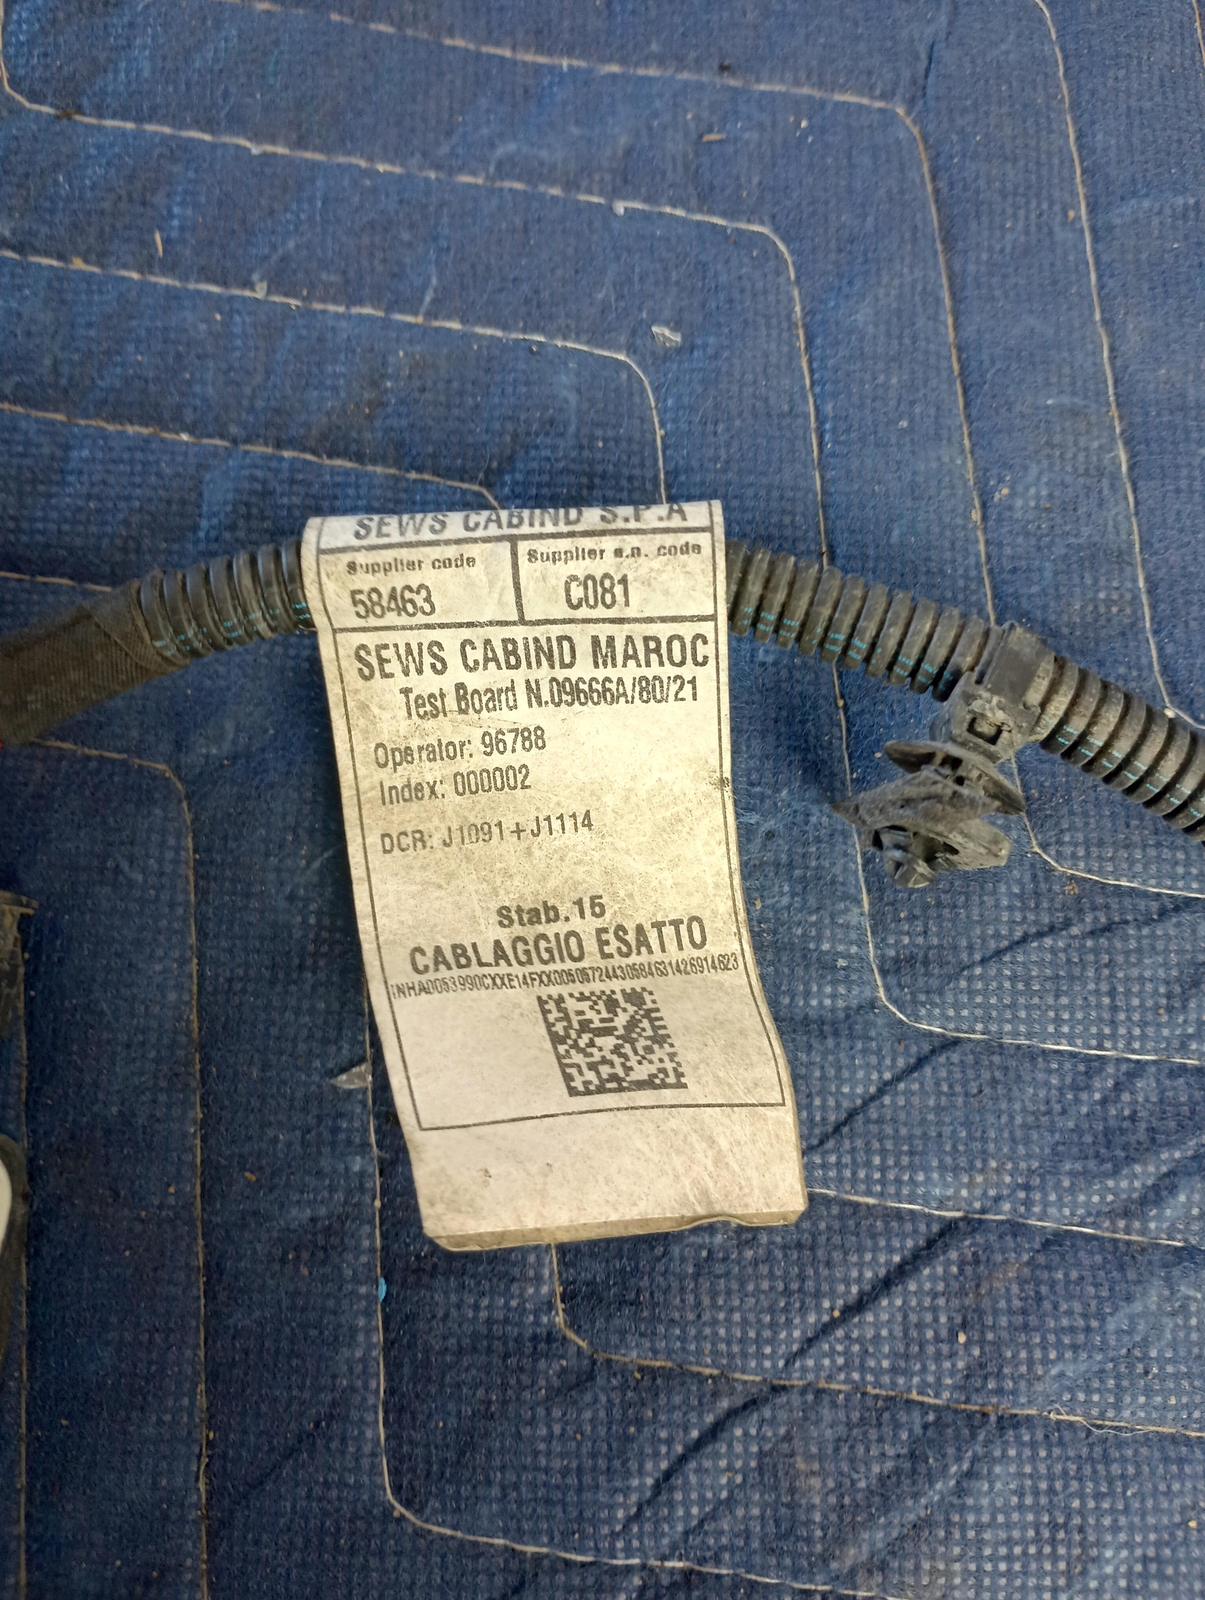 SEWS CABIND S.P.A
Supplier code
Supplier s.n. code
58463
C081
SEWS CABIND MAROC
Test Board N.09666A/80/21
Operator: 96788
Index: 000002
DCR: J1091+J1114
Stab.15
CABLAGGIO ESATTO